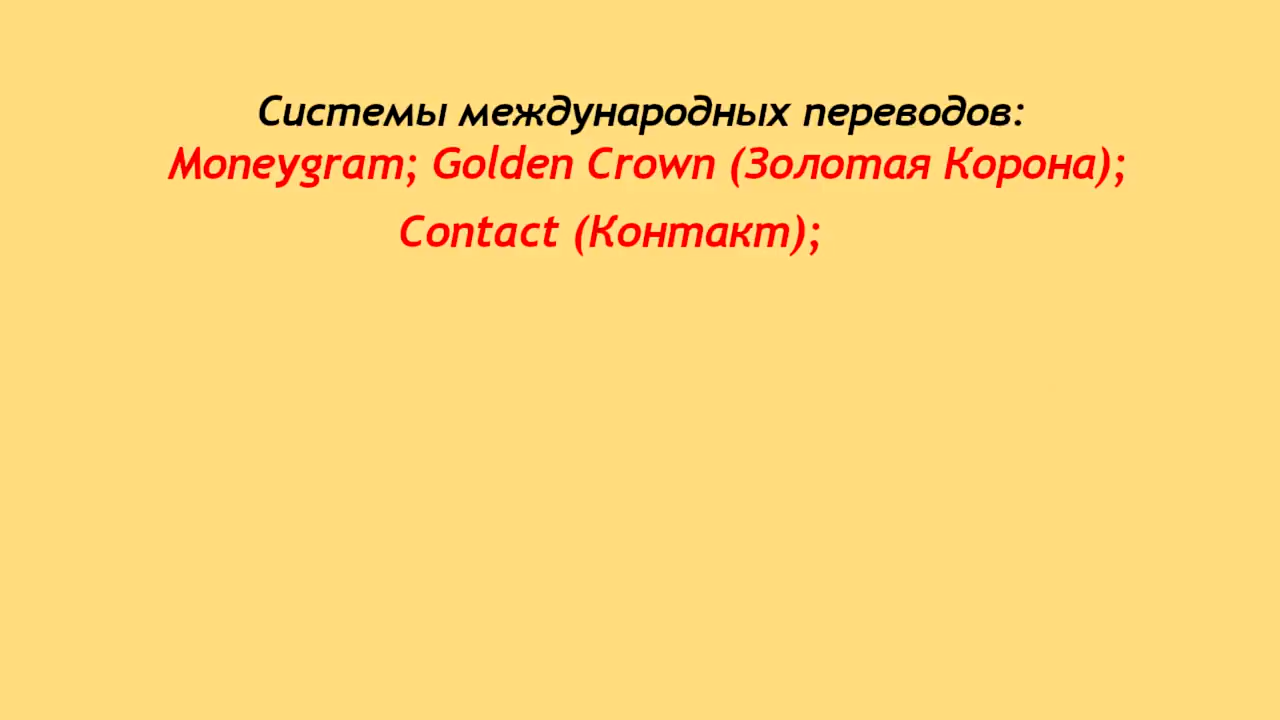 Системы международных переводов:
Moneygram; Golden Crown (Золотая Корона);
Contact (Контакт);